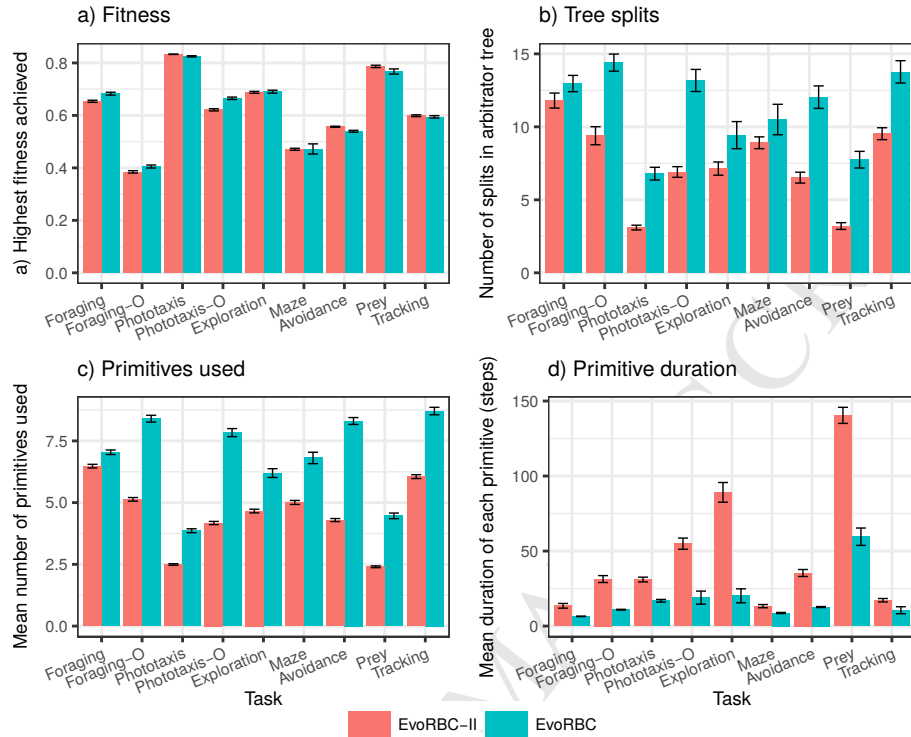 a) Fitness
a) Highest fitness achieved
0.8
0.6
0.4
0.2
0.0
Foraging
Foraging-O
Phototaxis
Phototaxis-O
Exploration
Maze
Avoidance
Prey
Tracking
b) Tree splits
Number of splits in arbitrator tree
15
10
5
0
Foraging
Foraging-O
Phototaxis
Phototaxis-O
Exploration
Maze
Avoidance
Prey
Tracking
c) Primitives used
Mean number of primitives used
7.5
5.0
2.5
0.0
Foraging
Foraging-O
Phototaxis
Phototaxis-O
Exploration
Maze
Avoidance
Prey
Tracking
Task
d) Primitive duration
Mean duration of each primitive (steps)
150
100
50
0
Foraging
Foraging-O
Phototaxis
Phototaxis-O
Exploration
Maze
Avoidance
Prey
Tracking
Task
EvoRBC-II
EvoRBC